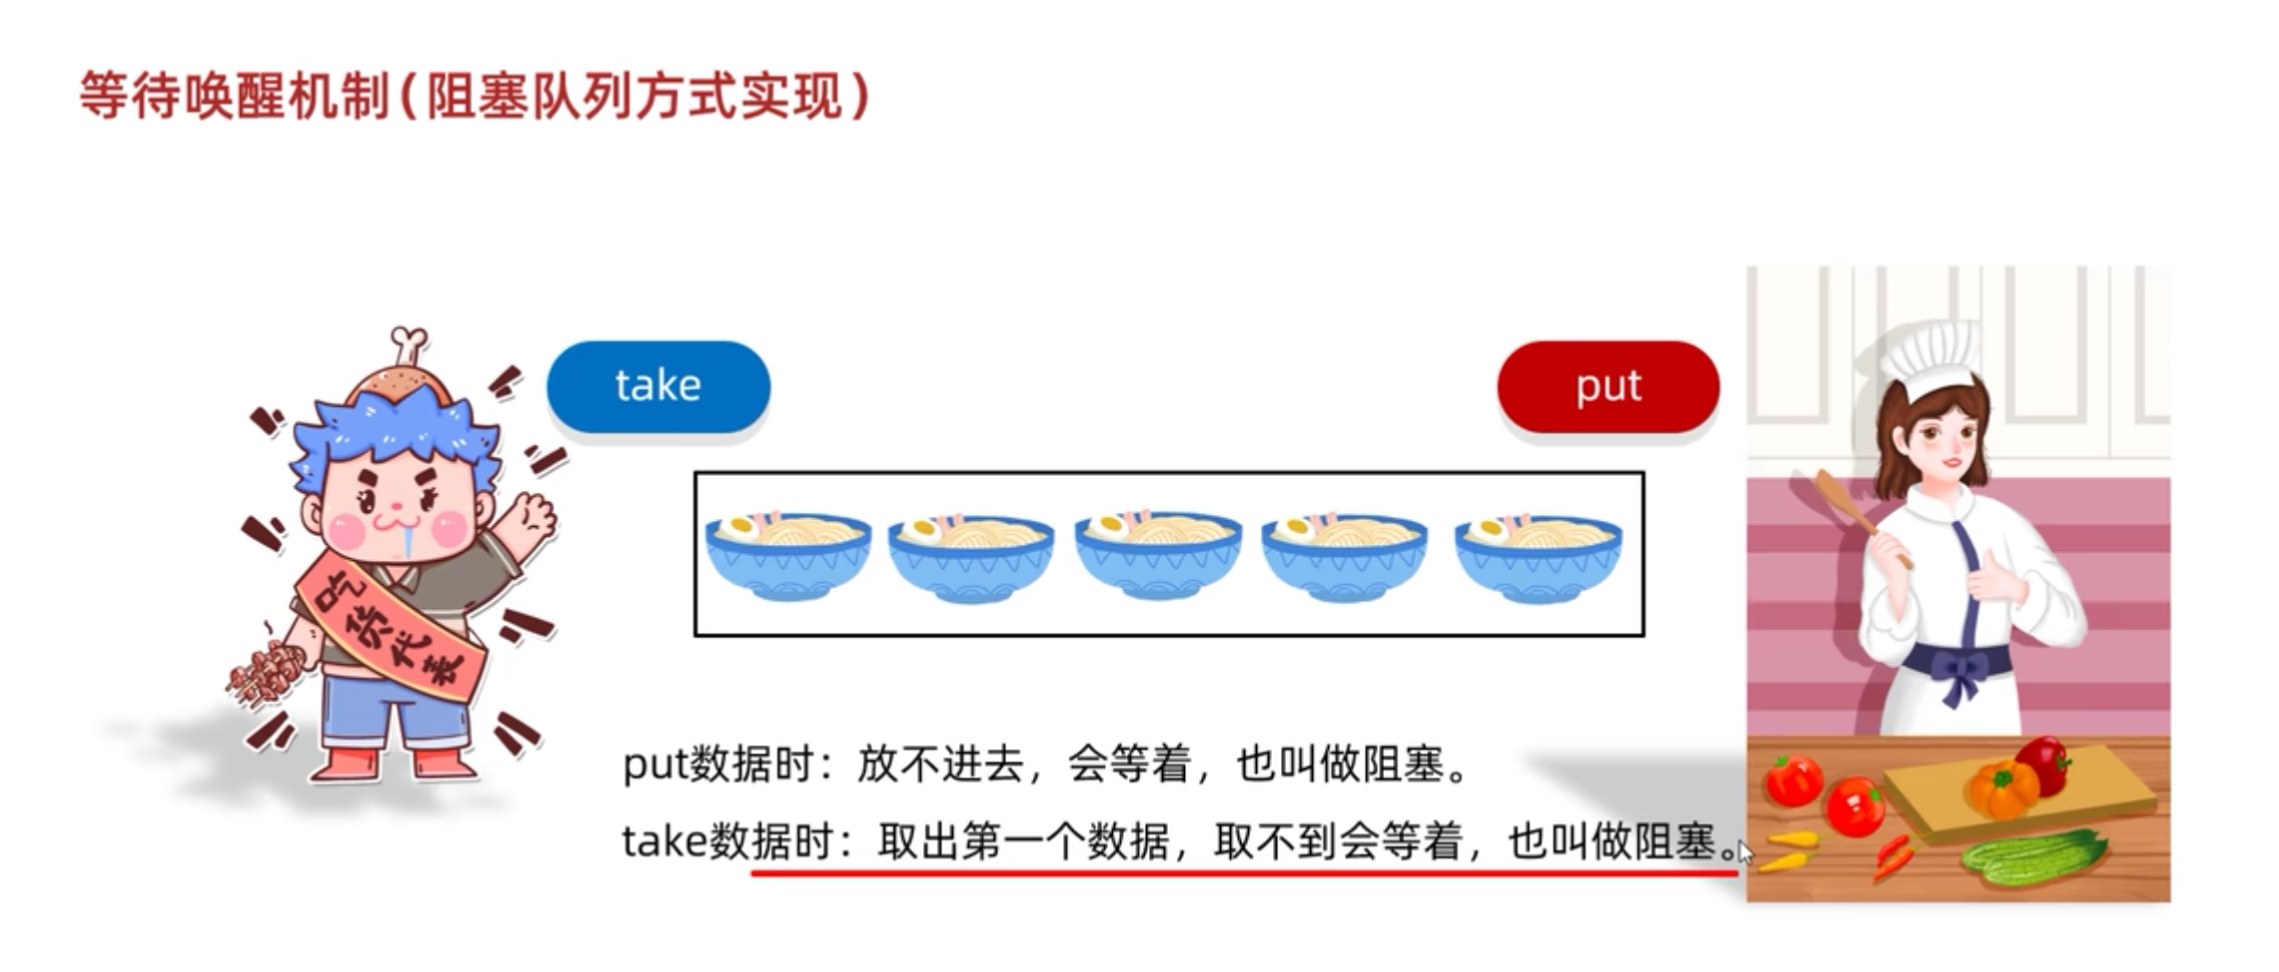 等待唤醒机制(阻塞队列方式实现)
take
put
吃货代表
put数据时：放不进去，会等着，也叫做阻塞。
take数据时：取出第一个数据，取不到会等着，也叫做阻塞。